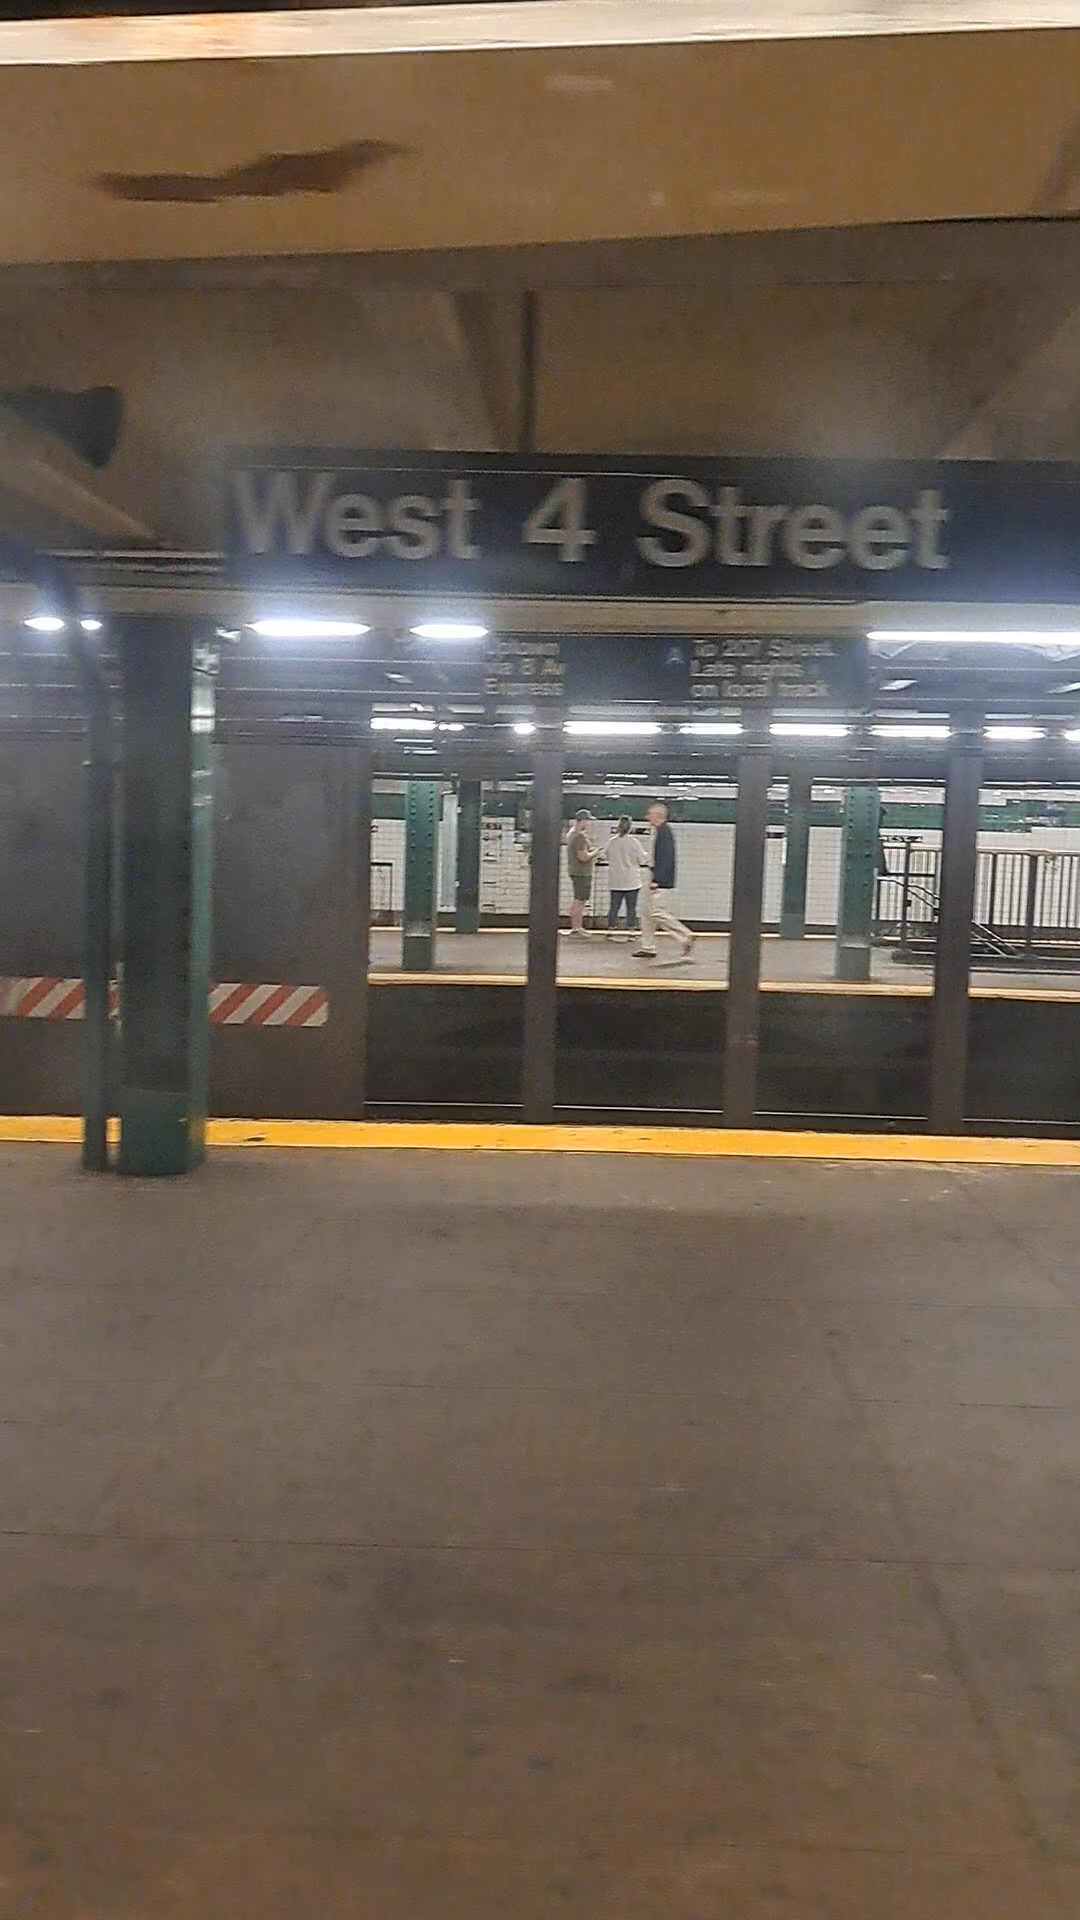 West 4 Street
Uptown
via 8 Av
Express
A To 207 Street
Late nights
on local track